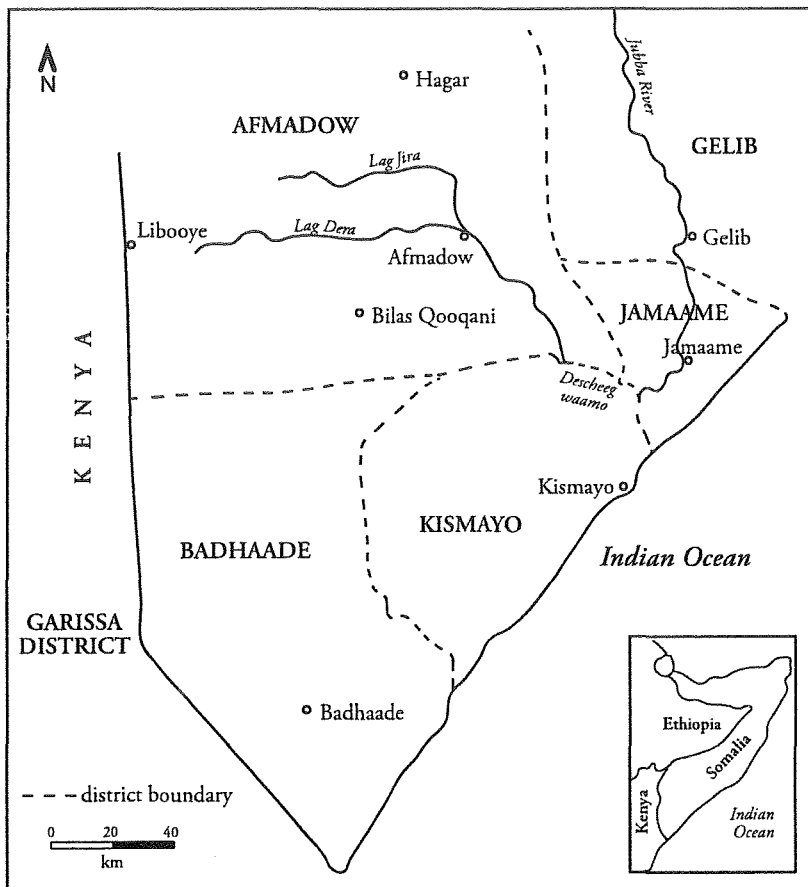 N
Jubba River
Hagar
AFMADOW
GELIB
Lag Jira
Lag Dera
Libooye
Afmadow
Gelib
Bilas Qooqani
JAMAAME
Jamaame
KENYA
Descheeg
waamo
Kismayo
KISMAYO
BADHAADE
Indian Ocean
GARISSA
DISTRICT
Badhaade
district boundary
0 20 40
km
Ethiopia
Somalia
Kenya
Indian
Ocean